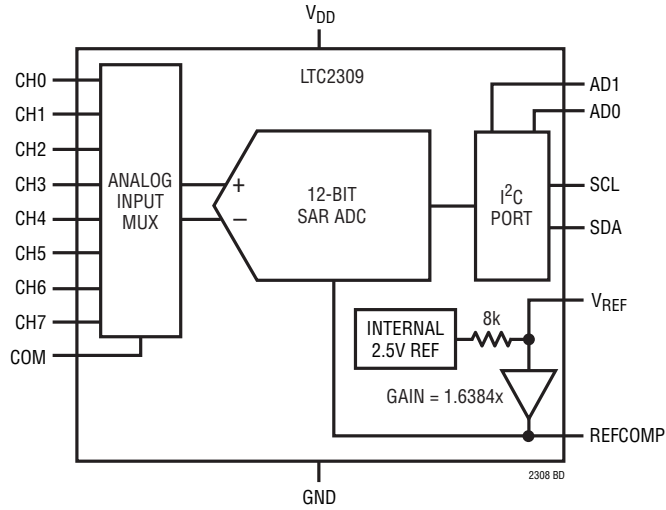 VDD
LTC2309
CH0
CH1
CH2
CH3
CH4
CH5
CH6
CH7
COM
ANALOG
INPUT
MUX
+
−
12-BIT
SAR ADC
I2C
PORT
AD1
AD0
SCL
SDA
INTERNAL
2.5V REF
8k
VREF
GAIN = 1.6384x
REFCOMP
2308 BD
GND